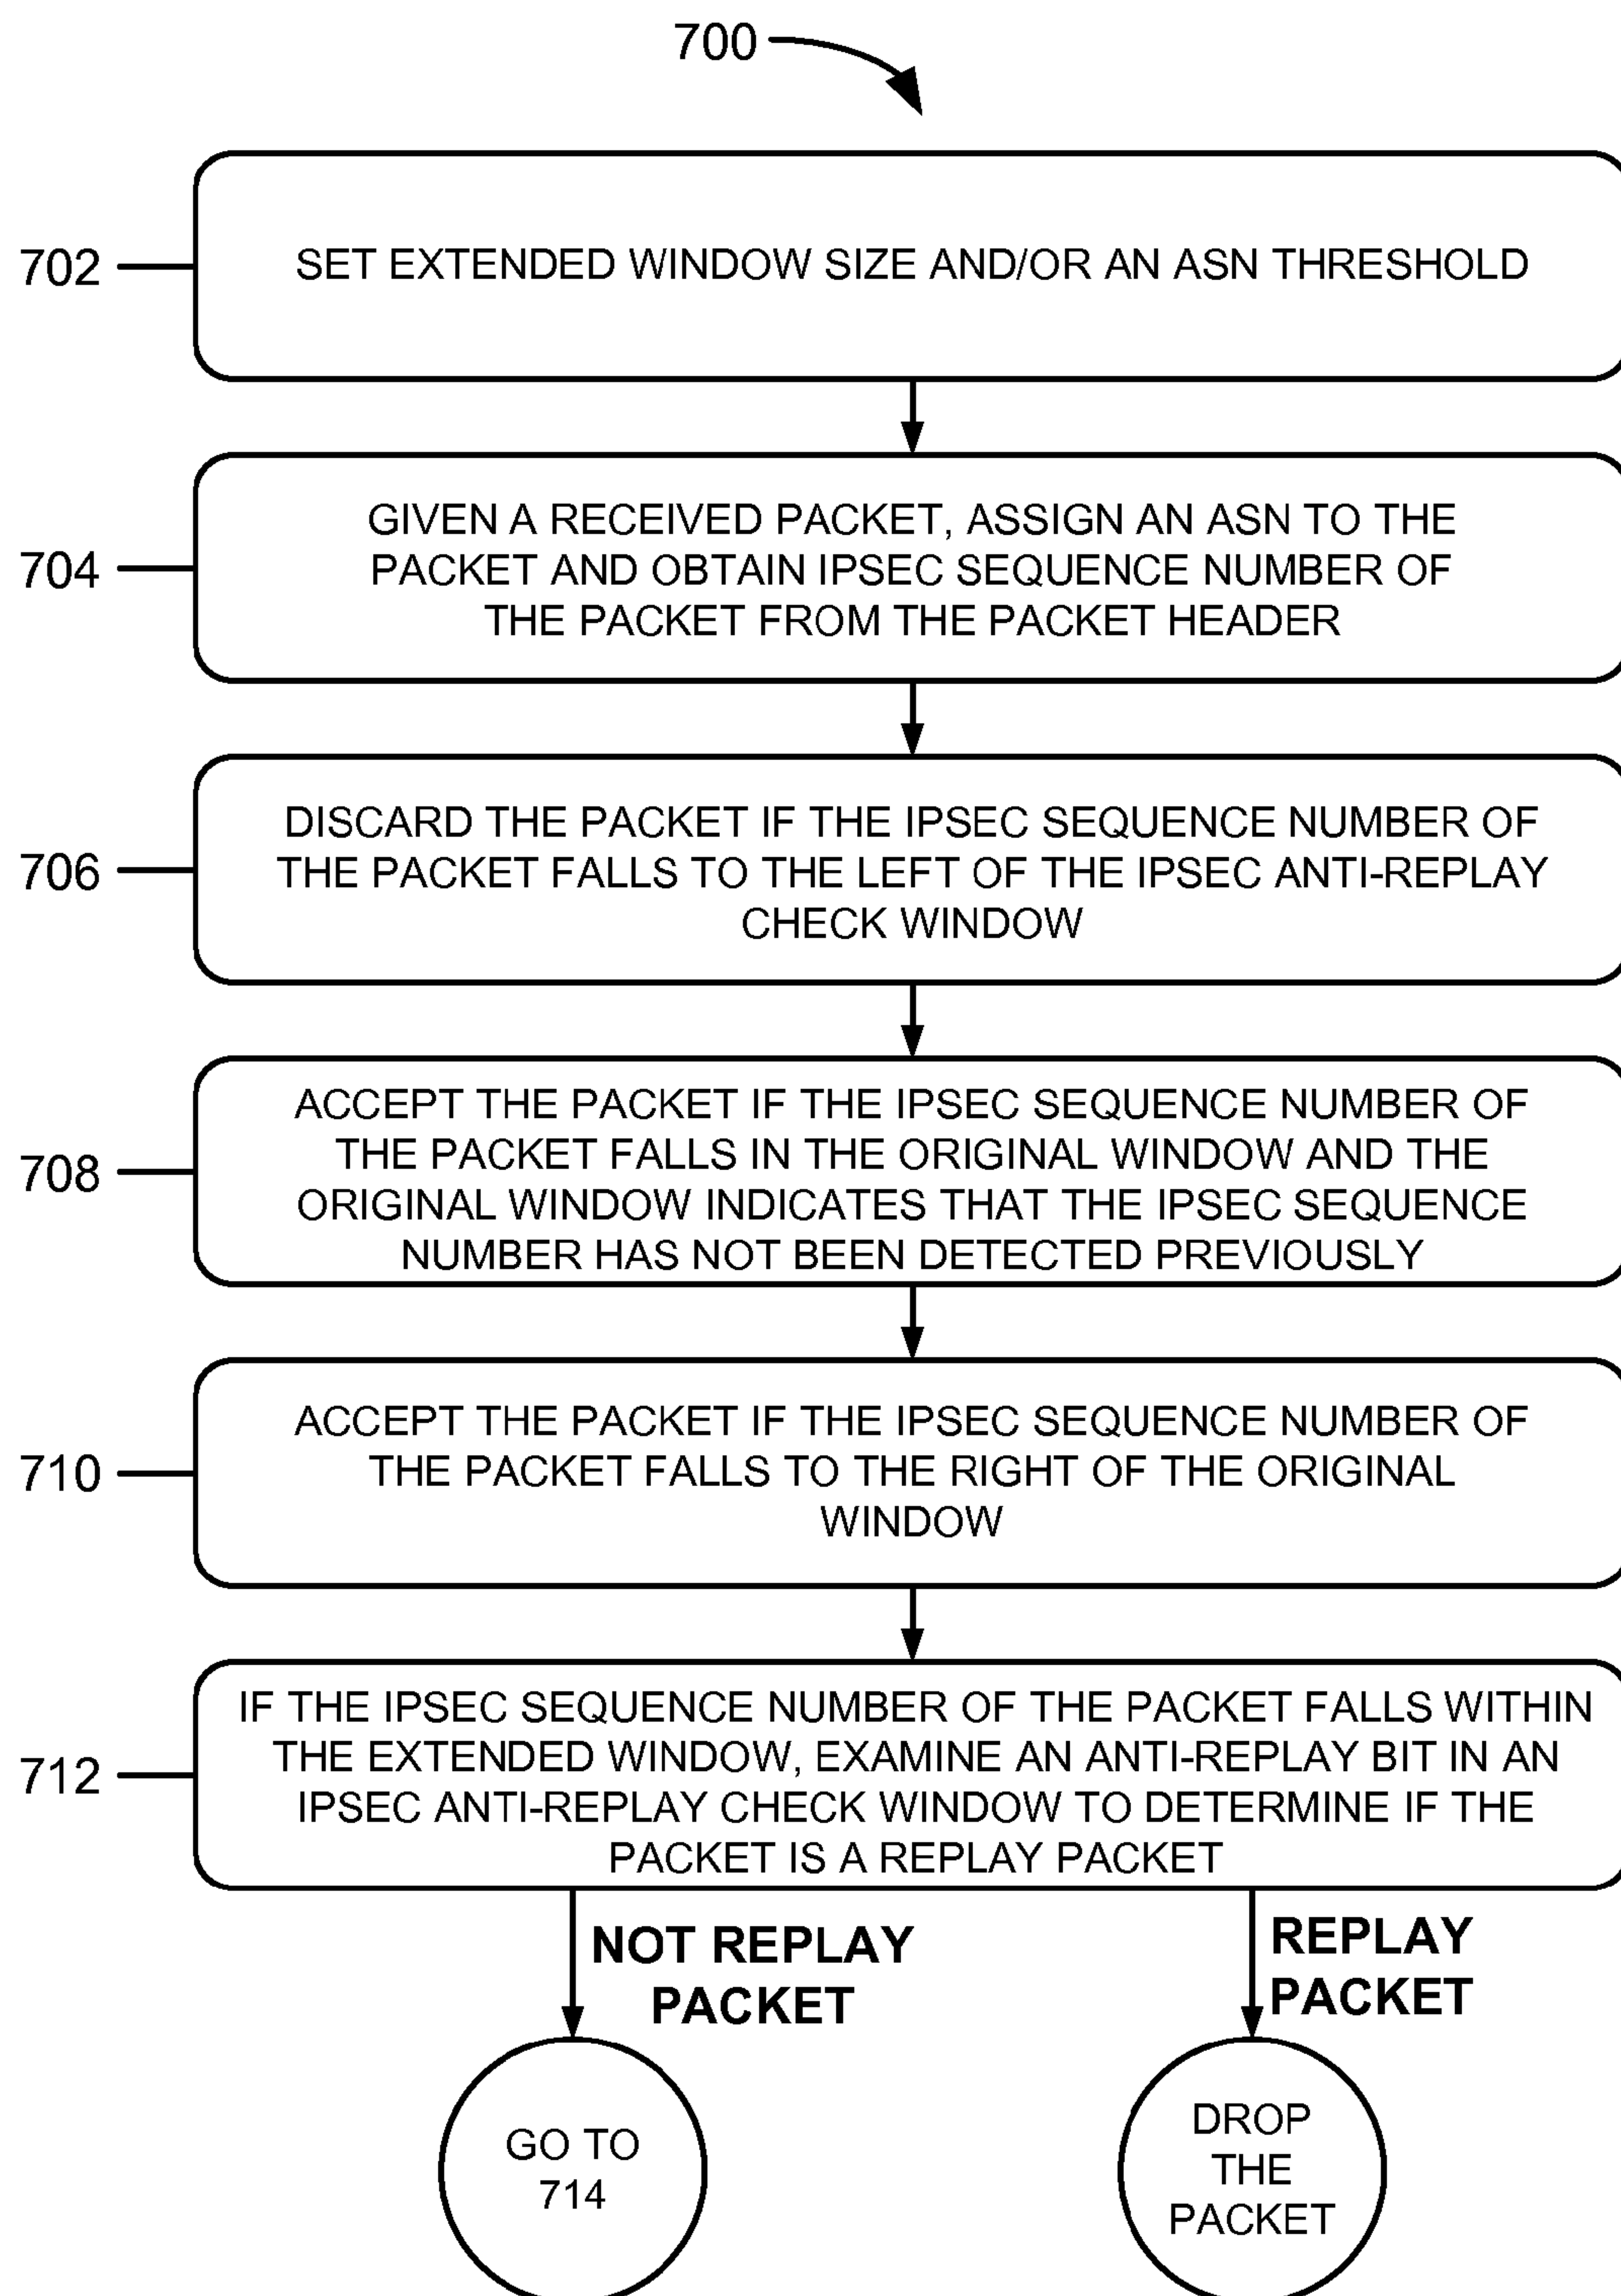 700
702
SET EXTENDED WINDOW SIZE AND/OR AN ASN THRESHOLD
704
GIVEN A RECEIVED PACKET, ASSIGN AN ASN TO THE
PACKET AND OBTAIN IPSEC SEQUENCE NUMBER OF
THE PACKET FROM THE PACKET HEADER
706
DISCARD THE PACKET IF THE IPSEC SEQUENCE NUMBER OF
THE PACKET FALLS TO THE LEFT OF THE IPSEC ANTI-REPLAY
CHECK WINDOW
708
ACCEPT THE PACKET IF THE IPSEC SEQUENCE NUMBER OF
THE PACKET FALLS IN THE ORIGINAL WINDOW AND THE
ORIGINAL WINDOW INDICATES THAT THE IPSEC SEQUENCE
NUMBER HAS NOT BEEN DETECTED PREVIOUSLY
710
ACCEPT THE PACKET IF THE IPSEC SEQUENCE NUMBER OF
THE PACKET FALLS TO THE RIGHT OF THE ORIGINAL
WINDOW
712
IF THE IPSEC SEQUENCE NUMBER OF THE PACKET FALLS WITHIN
THE EXTENDED WINDOW, EXAMINE AN ANTI-REPLAY BIT IN AN
IPSEC ANTI-REPLAY CHECK WINDOW TO DETERMINE IF THE
PACKET IS A REPLAY PACKET
NOT REPLAY
PACKET
REPLAY
PACKET
GO TO
714
DROP
THE
PACKET